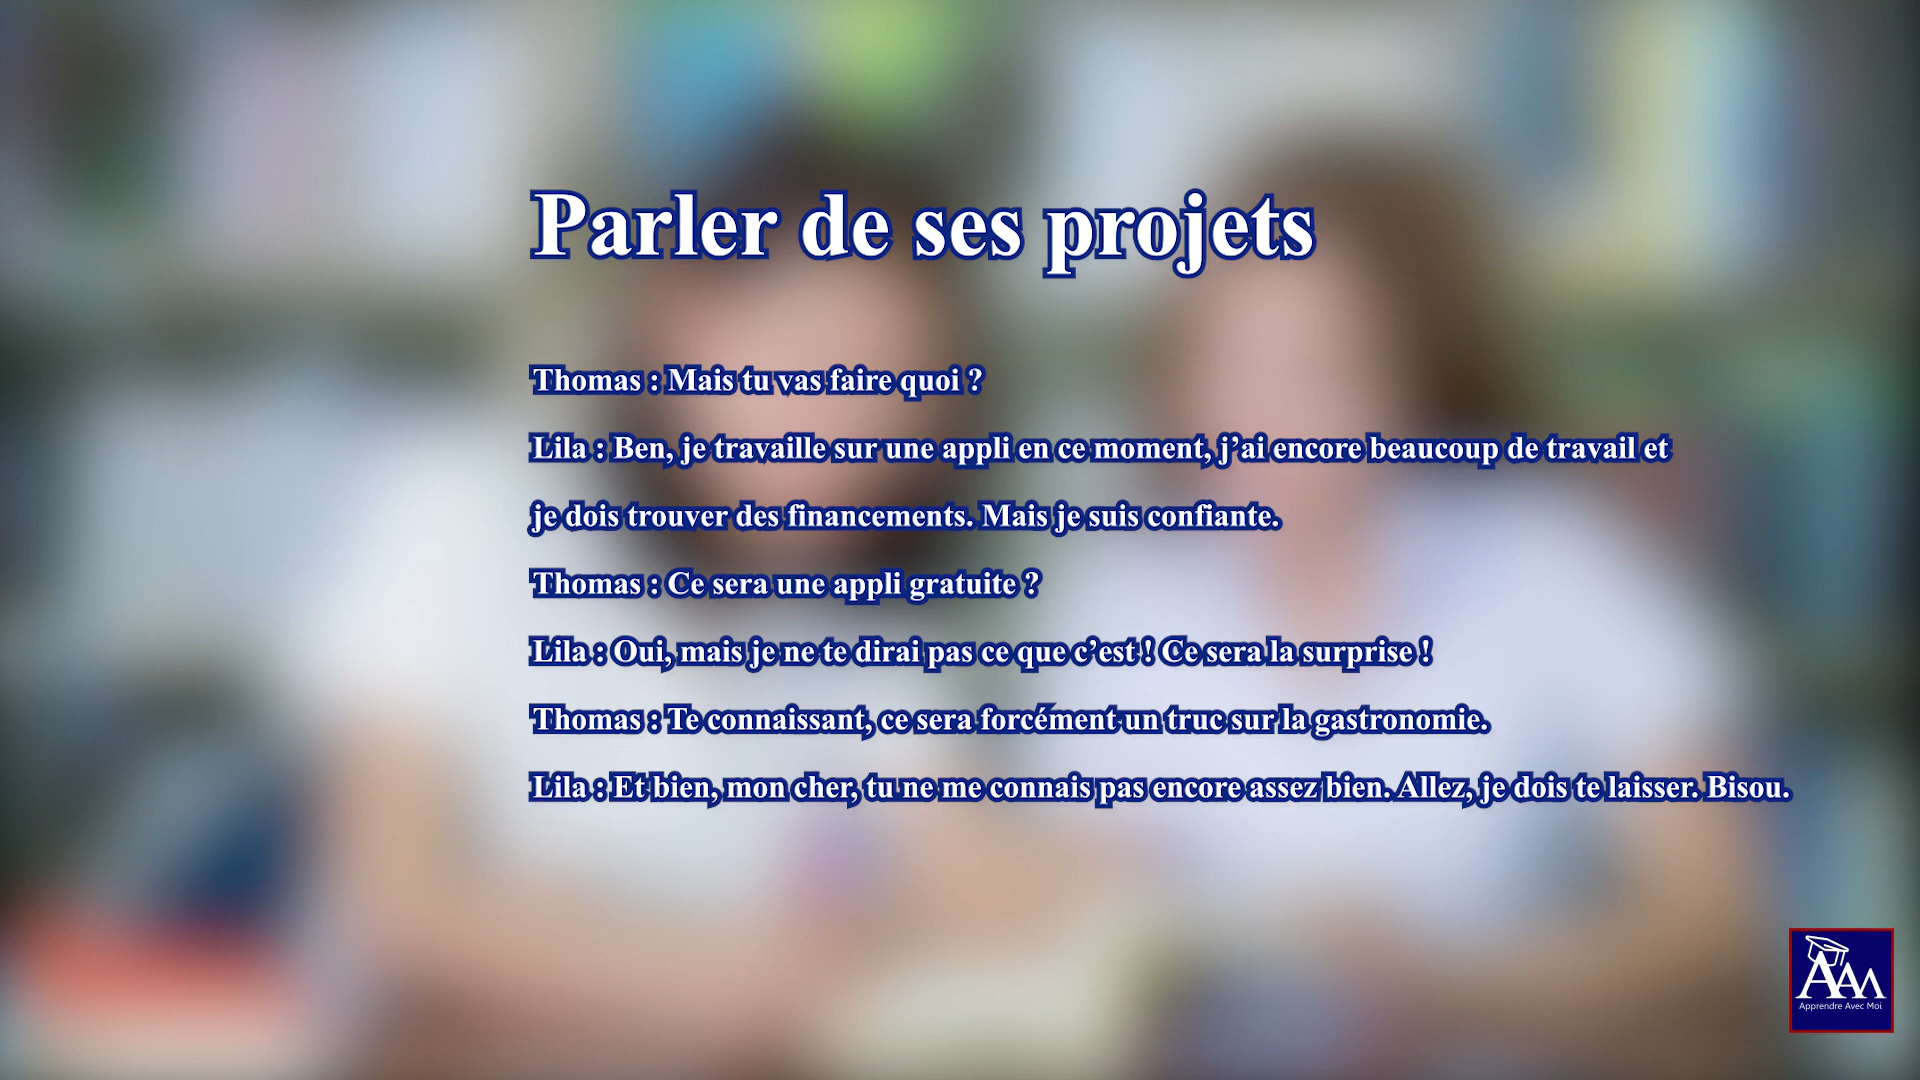 Parler de ses projets
Thomas : Mais tu vas faire quoi ?
Lila : Ben, je travaille sur une appli en ce moment, j’ai encore beaucoup de travail et
je dois trouver des financements. Mais je suis confiante.
Thomas : Ce sera une appli gratuite ?
Lila : Oui, mais je ne te dirai pas ce que c’est ! Ce sera la surprise !
Thomas : Te connaissant, ce sera forcément un truc sur la gastronomie.
Lila : Et bien, mon cher, tu ne me connais pas encore assez bien. Allez, je dois te laisser. Bisou.
AAM
Apprendre Avec Moi